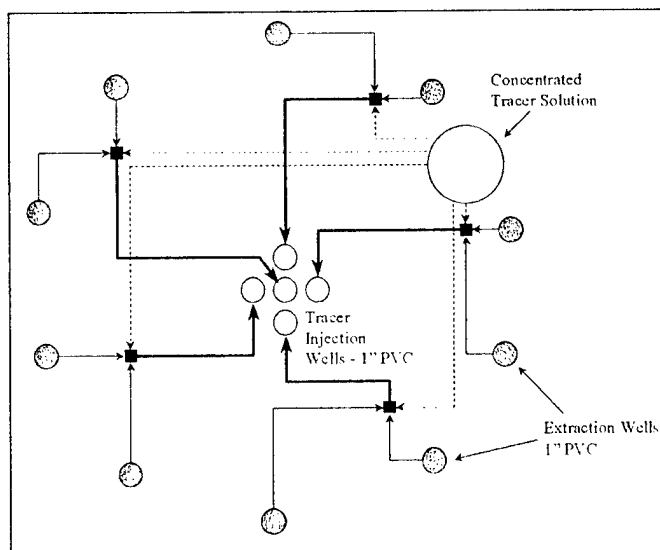 Concentrated
Tracer Solution
Tracer
Injection
Wells - 1" PVC
Extraction Wells
1" PVC